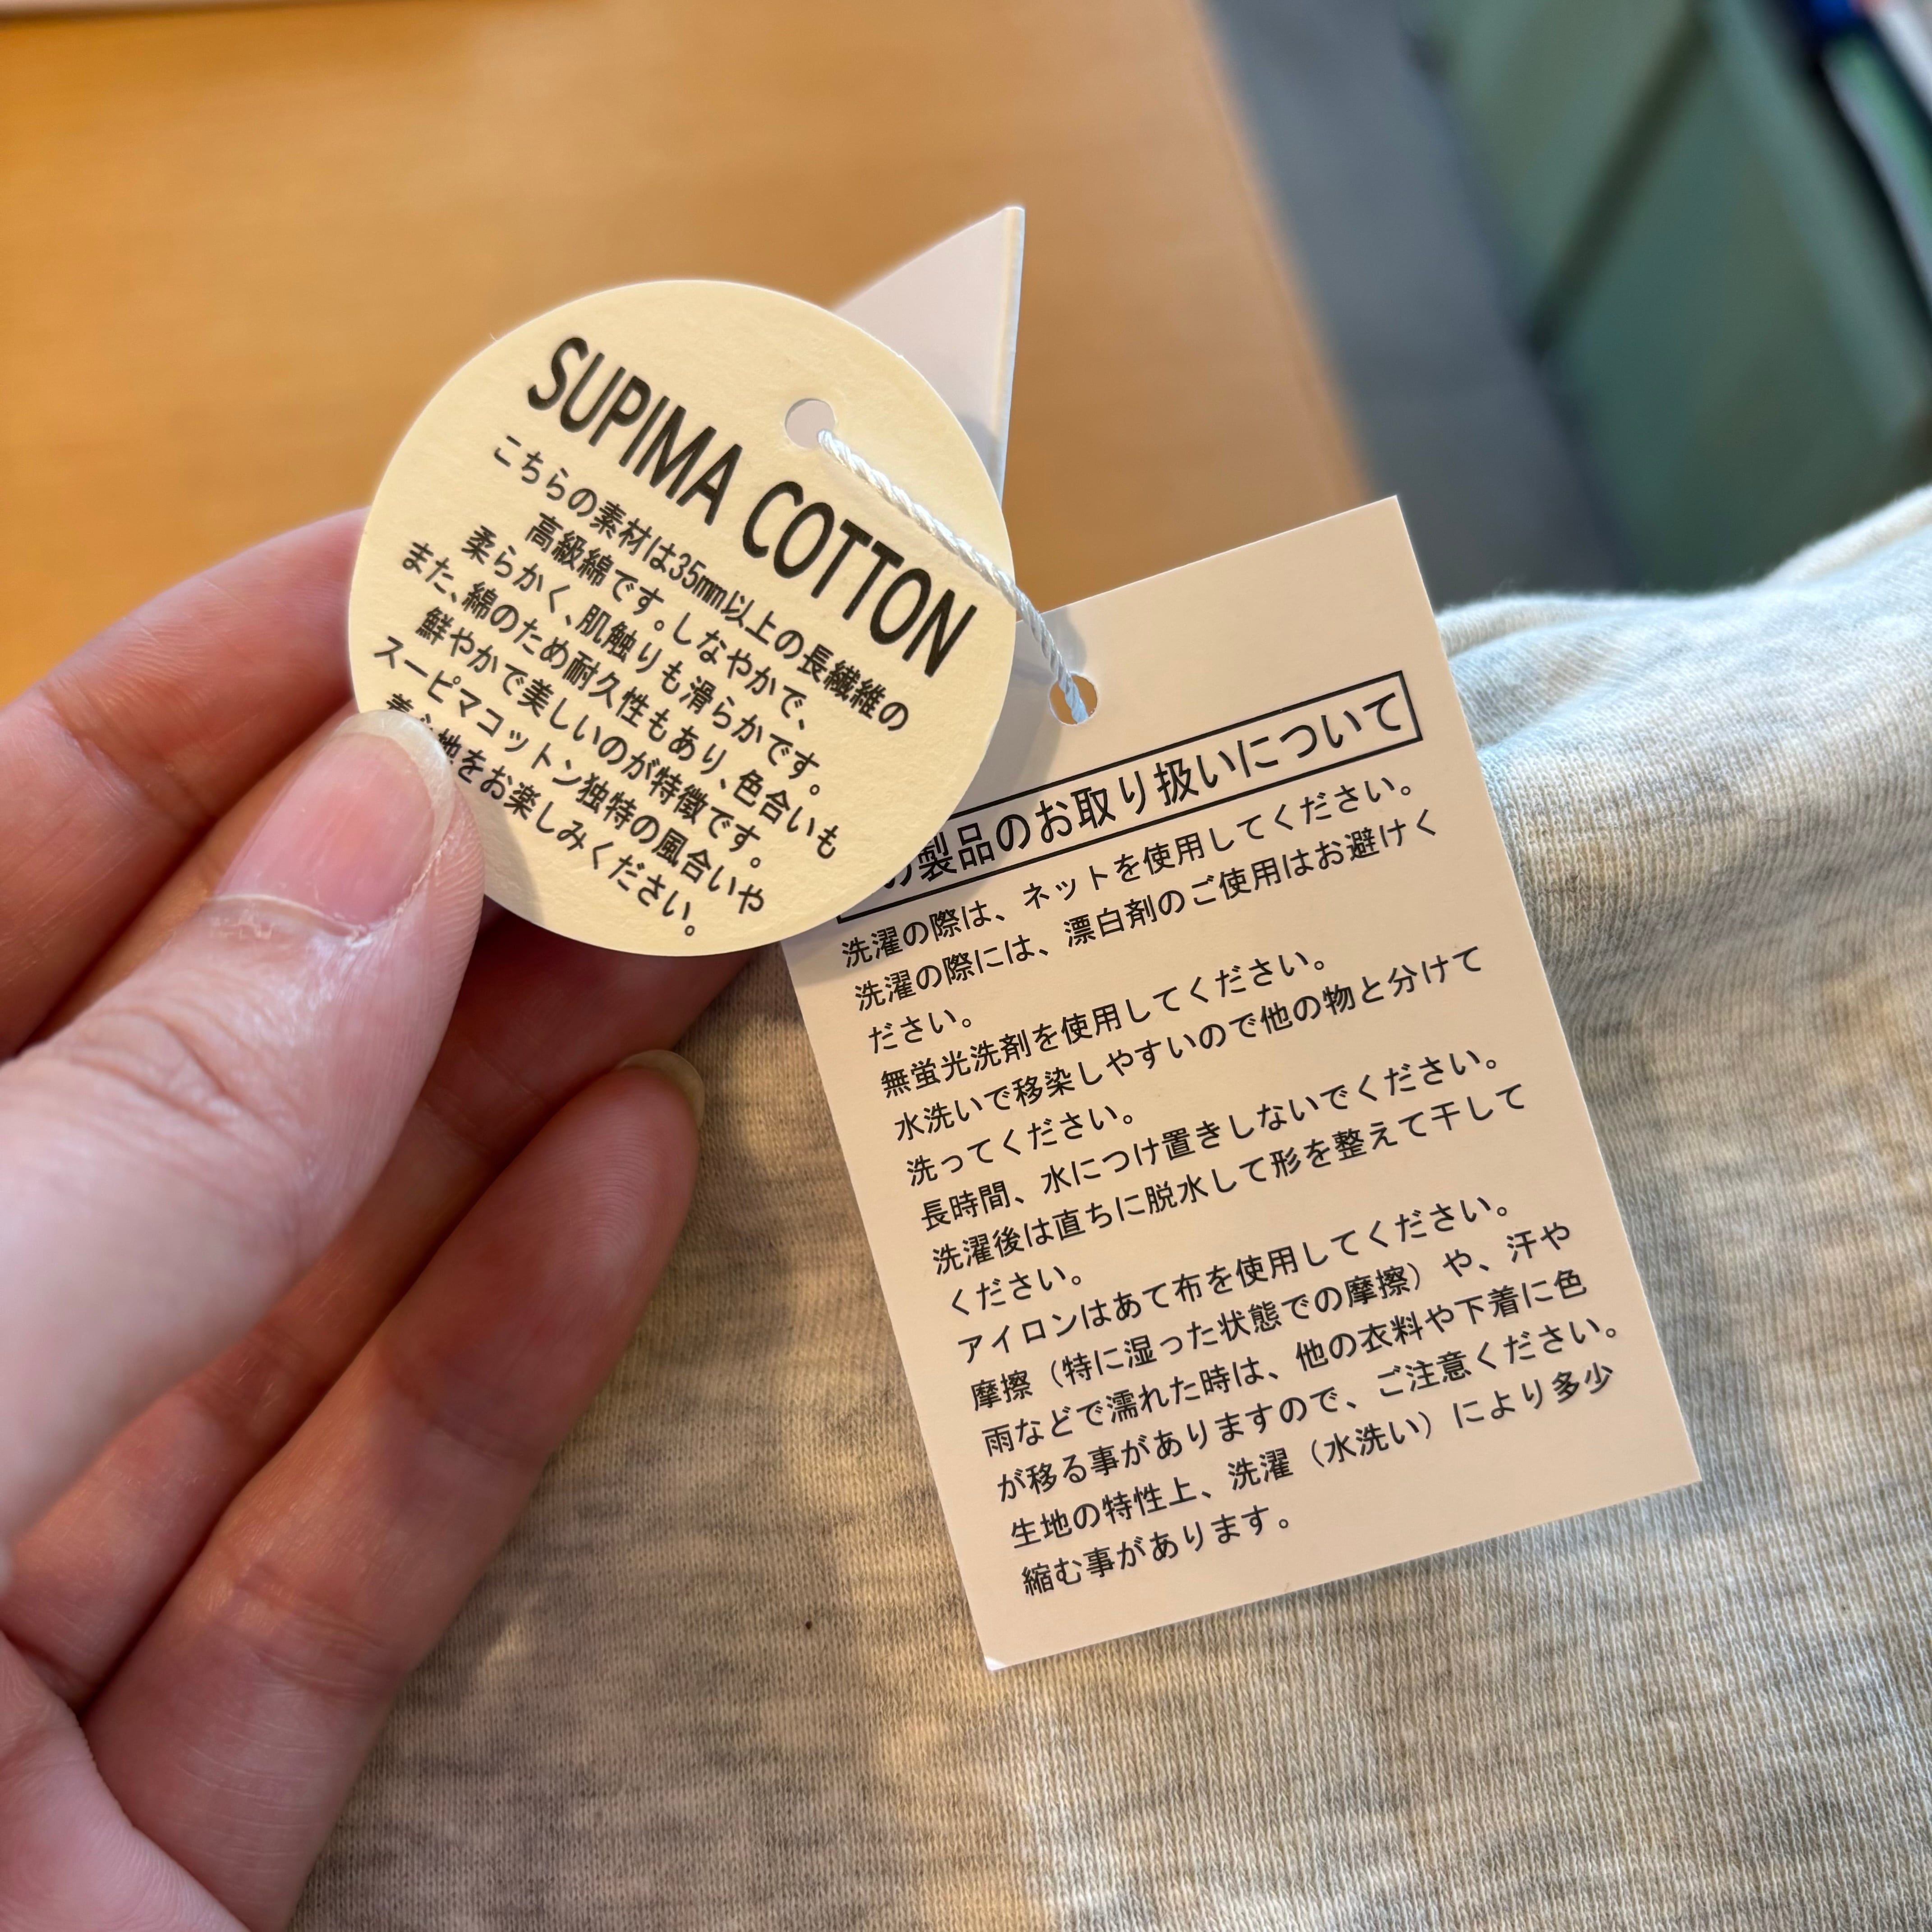 SUPIMA COTTON
こちらの素材は35mm以上の長繊維の
高級綿です。しなやかで、
柔らかく、肌触りも滑らかです。
また、綿のため耐久性もあり、色合いも
鮮やかで美しいのが特徴です。
スーピマコットン独特の風合いや
地をお楽しみください。
製品のお取り扱いについて
洗濯の際は、ネットを使用してください。
洗濯の際には、漂白剤のご使用はお避けく
ださい。
無蛍光洗剤を使用してください。
水洗いで移染しやすいので他の物と分けて
洗ってください。
長時間、水につけ置きしないでください。
洗濯後は直ちに脱水して形を整えて干して
ください。
アイロンはあて布を使用してください。
摩擦（特に湿った状態での摩擦）や、汗や
雨などで濡れた時は、他の衣料や下着に色
が移る事がありますので、ご注意ください。
生地の特性上、洗濯（水洗い）により多少
縮む事があります。